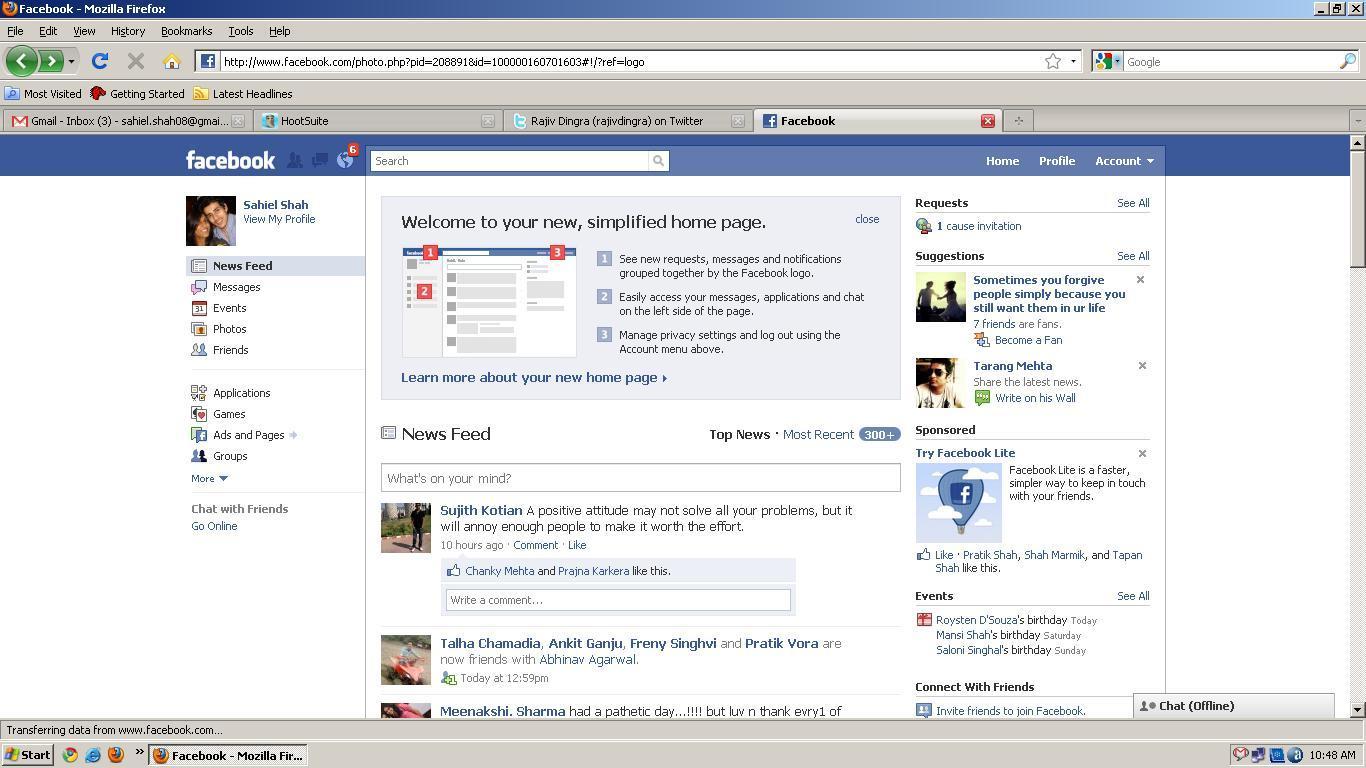 Facebook - Mozilla Firefox
File Edit View History Bookmarks Tools Help
http://www.facebook.com/photo.php?pid=208891&id=100000160701603#!/?ref=logo
Google
Most Visited Getting Started Latest Headlines
Gmail - Inbox (3) - sahiel.shah08@gmai... HootSuite Rajiv Dingra (rajivdingra) on Twitter Facebook
facebook 6 Search Home Profile Account
Sahiel Shah
View My Profile
News Feed
Messages
31 Events
Photos
Friends
Applications
Games
Ads and Pages
Groups
More
Chat with Friends
Go Online
Welcome to your new, simplified home page. close
facebook 1 3
2
1 See new requests, messages and notifications
grouped together by the Facebook logo.
2 Easily access your messages, applications and chat
on the left side of the page.
3 Manage privacy settings and log out using the
Account menu above.
Learn more about your new home page
News Feed Top News · Most Recent 300+
What's on your mind?
Sujith Kotian A positive attitude may not solve all your problems, but it
will annoy enough people to make it worth the effort.
10 hours ago · Comment · Like
Chanky Mehta and Prajna Karkera like this.
Write a comment...
Talha Chamadia, Ankit Ganju, Freny Singhvi and Pratik Vora are
now friends with Abhinav Agarwal.
Today at 12:59pm
Meenakshi. Sharma had a pathetic day...!!!! but luv n thank evry1 of
Requests See All
1 cause invitation
Suggestions See All
Sometimes you forgive
people simply because you
still want them in ur life
7 friends are fans.
Become a Fan
Tarang Mehta
Share the latest news.
Write on his Wall
Sponsored
Try Facebook Lite
Facebook Lite is a faster,
simpler way to keep in touch
with your friends.
Like · Pratik Shah, Shah Marmik, and Tapan
Shah like this.
Events See All
Roysten D'Souza's birthday Today
Mansi Shah's birthday Saturday
Saloni Singhal's birthday Sunday
Connect With Friends
Invite friends to join Facebook.
Chat (Offline)
Transferring data from www.facebook.com...
Start Facebook - Mozilla Fir... 10:48 AM